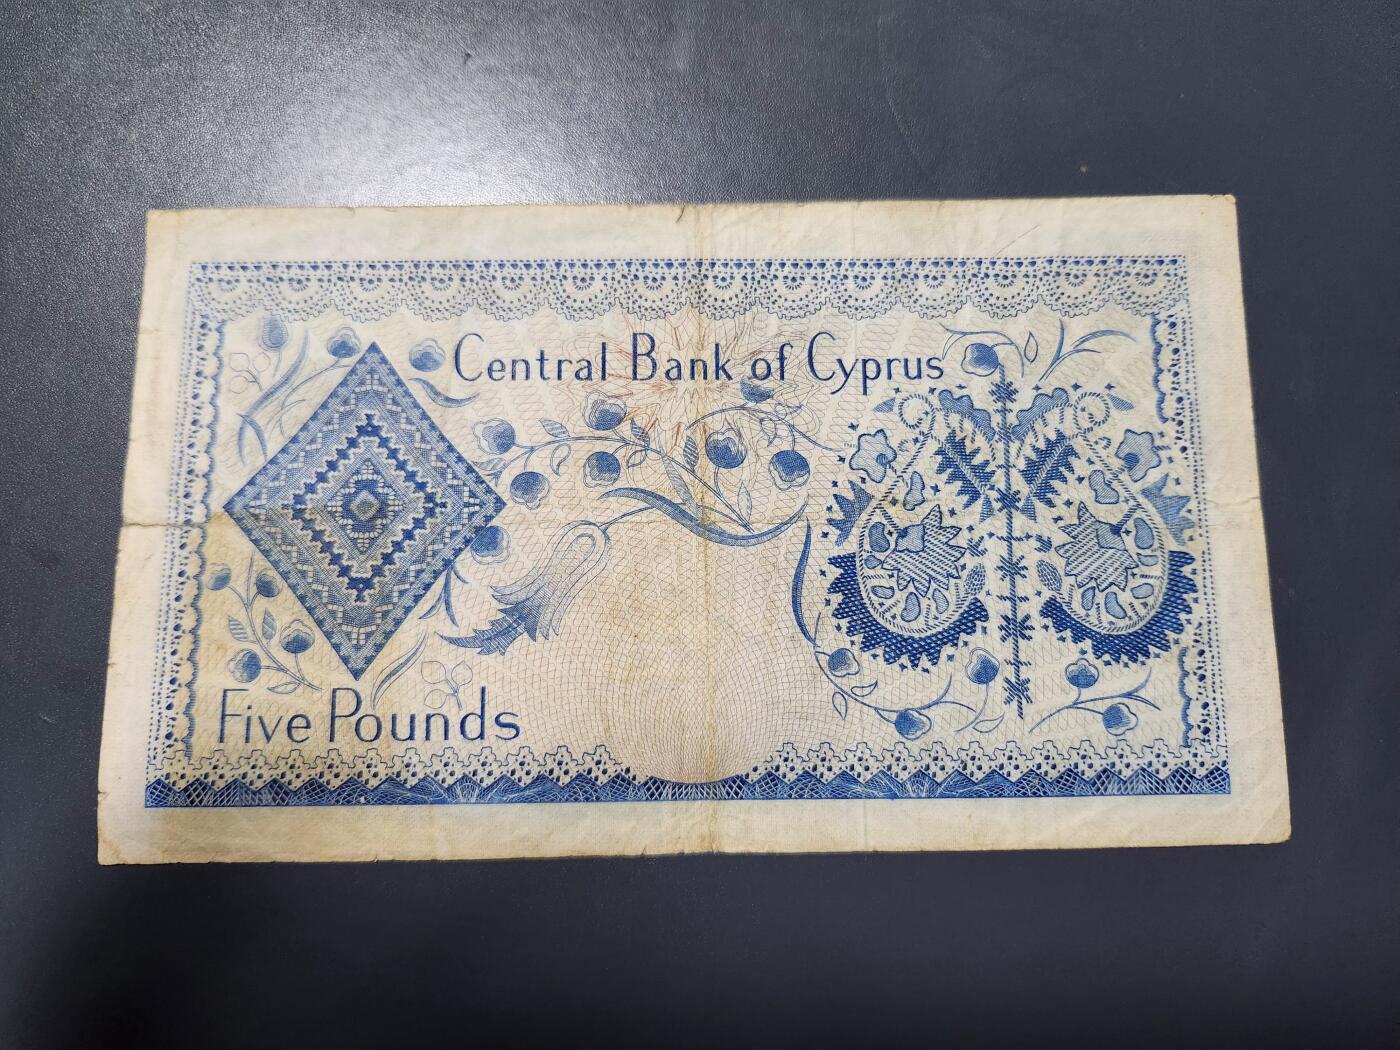 Central Bank of Cyprus
Five Pounds